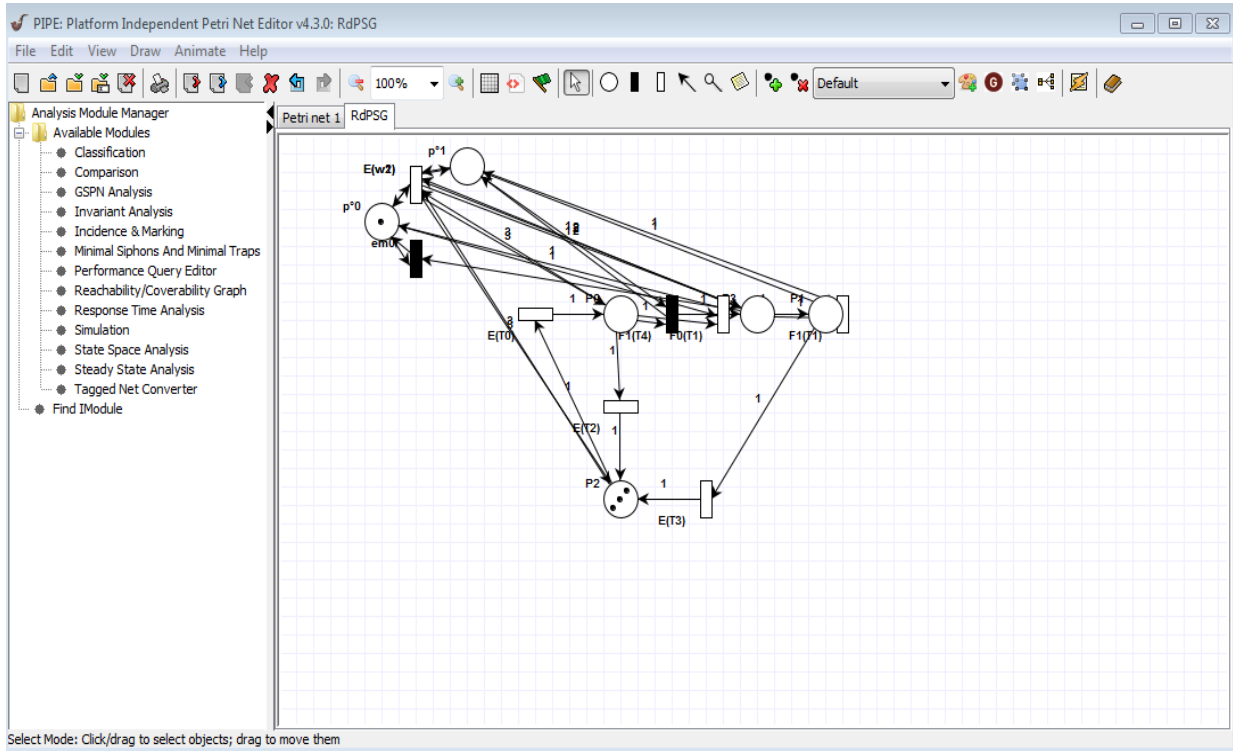 PIPE: Platform Independent Petri Net Editor v4.3.0: RdPSG
File Edit View Draw Animate Help
100%
Default
G
Analysis Module Manager
Available Modules
Classification
Comparison
GSPN Analysis
Invariant Analysis
Incidence & Marking
Minimal Siphons And Minimal Traps
Performance Query Editor
Reachability/Coverability Graph
Response Time Analysis
Simulation
State Space Analysis
Steady State Analysis
Tagged Net Converter
Find IModule
Petri net 1 RdPSG
p°1
p°0
em0
1
1
1
1
1
1
E(T0)
F1(T4)
F0(T1)
F1(T1)
1
1
1
E(T2)
1
P2
1
E(T3)
Select Mode: Click/drag to select objects; drag to move them